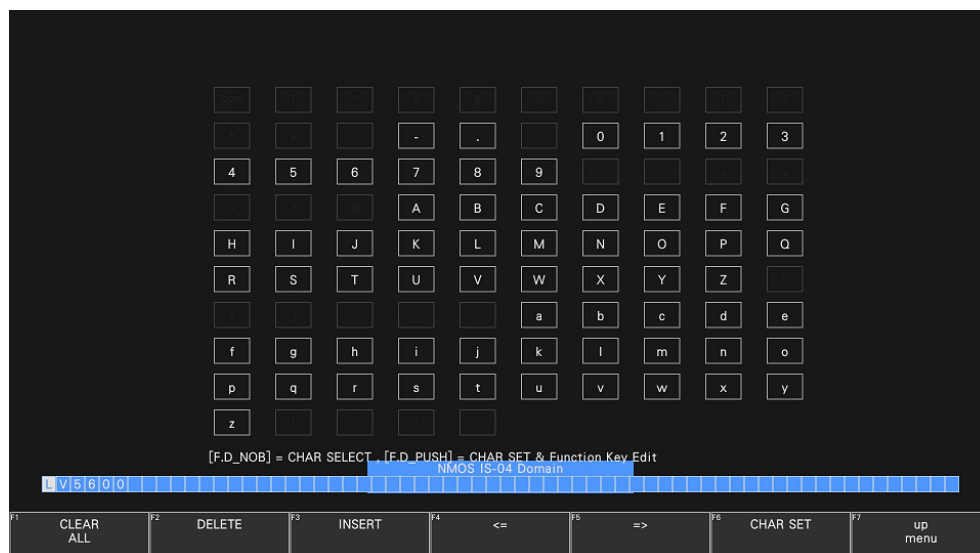 SPC ! " # $ % & ' ( )
* + , - . / 0 1 2 3
4 5 6 7 8 9 : ; < =
> ? @ A B C D E F G
H I J K L M N O P Q
R S T U V W X Y Z [
¥ ] ^ _ ` a b c d e
f g h i j k l m n o
p q r s t u v w x y
z { | } ~
[F.D_NOB] = CHAR SELECT , [F.D_PUSH] = CHAR SET & Function Key Edit
NMOS IS-04 Domain
LV5600
F1 CLEAR ALL F2 DELETE F3 INSERT F4 <= F5 => F6 CHAR SET F7 up menu